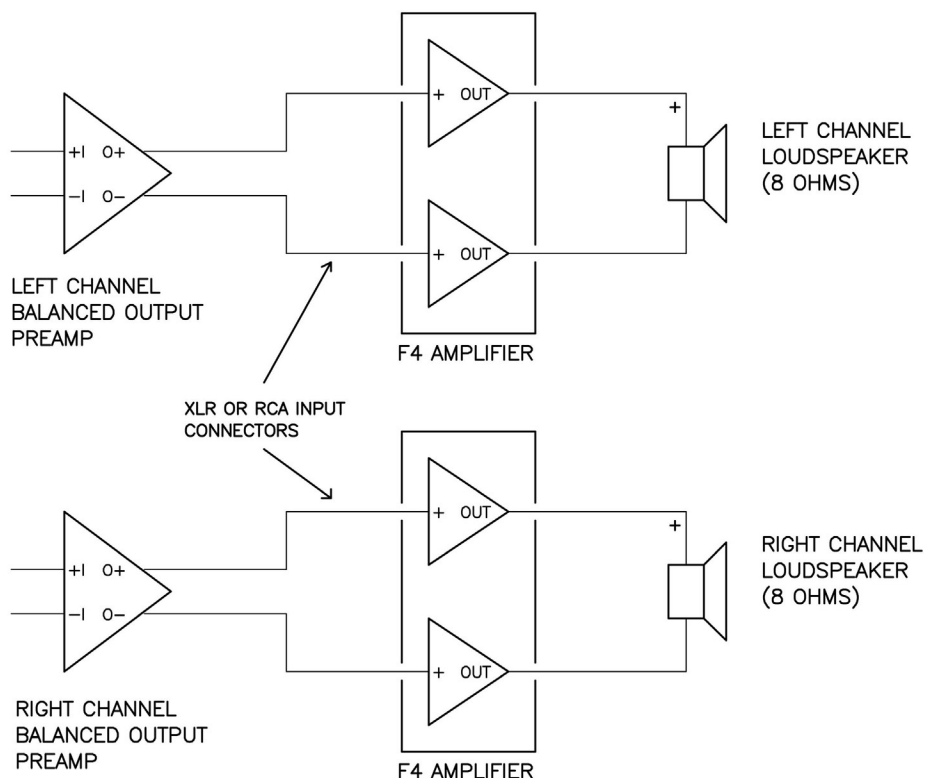 + OUT
+
LEFT CHANNEL
LOUDSPEAKER
(8 OHMS)
+I O+
−I O−
+ OUT
LEFT CHANNEL
BALANCED OUTPUT
PREAMP
F4 AMPLIFIER
XLR OR RCA INPUT
CONNECTORS
+ OUT
+
RIGHT CHANNEL
LOUDSPEAKER
(8 OHMS)
+I O+
−I O−
+ OUT
RIGHT CHANNEL
BALANCED OUTPUT
PREAMP
F4 AMPLIFIER